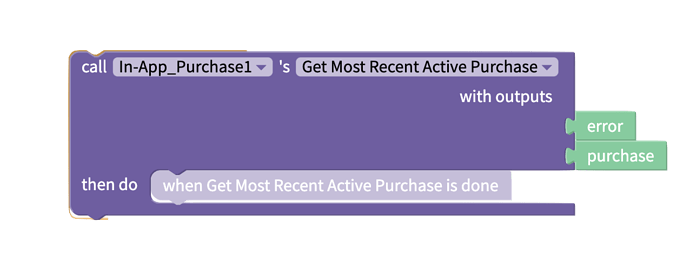 call In-App_Purchase1 's Get Most Recent Active Purchase
with outputs
error
purchase
then do when Get Most Recent Active Purchase is done